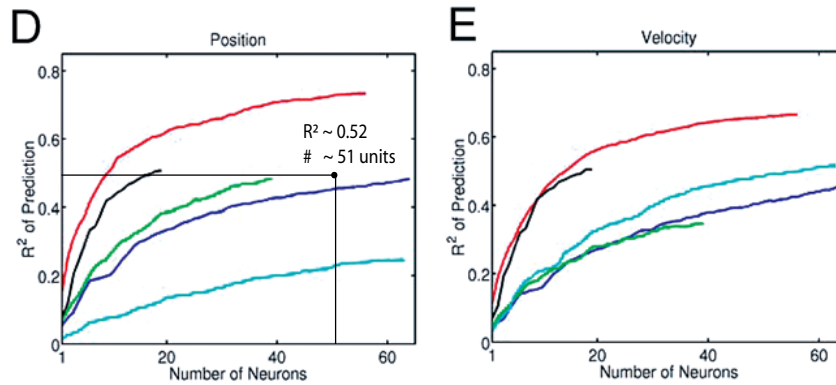 D
Position
R² of Prediction
0.8
0.6
0.4
0.2
0
R² ~ 0.52
# ~ 51 units
1
20
40
60
Number of Neurons
E
Velocity
R² of Prediction
0.8
0.6
0.4
0.2
0
1
20
40
60
Number of Neurons